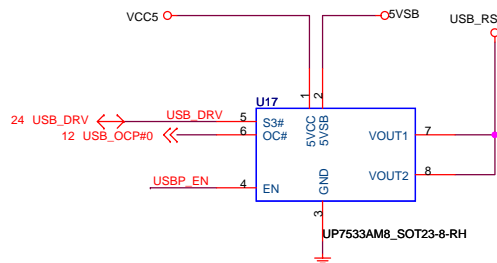 VCC5
5VSB
USB_RS
1
2
U17
24 USB_DRV
USB_DRV
5
S3#
5VCC
5VSB
12 USB_OCP#0
6
OC#
VOUT1
7
USBP_EN
4
EN
GND
VOUT2
8
3
UP7533AM8_SOT23-8-RH